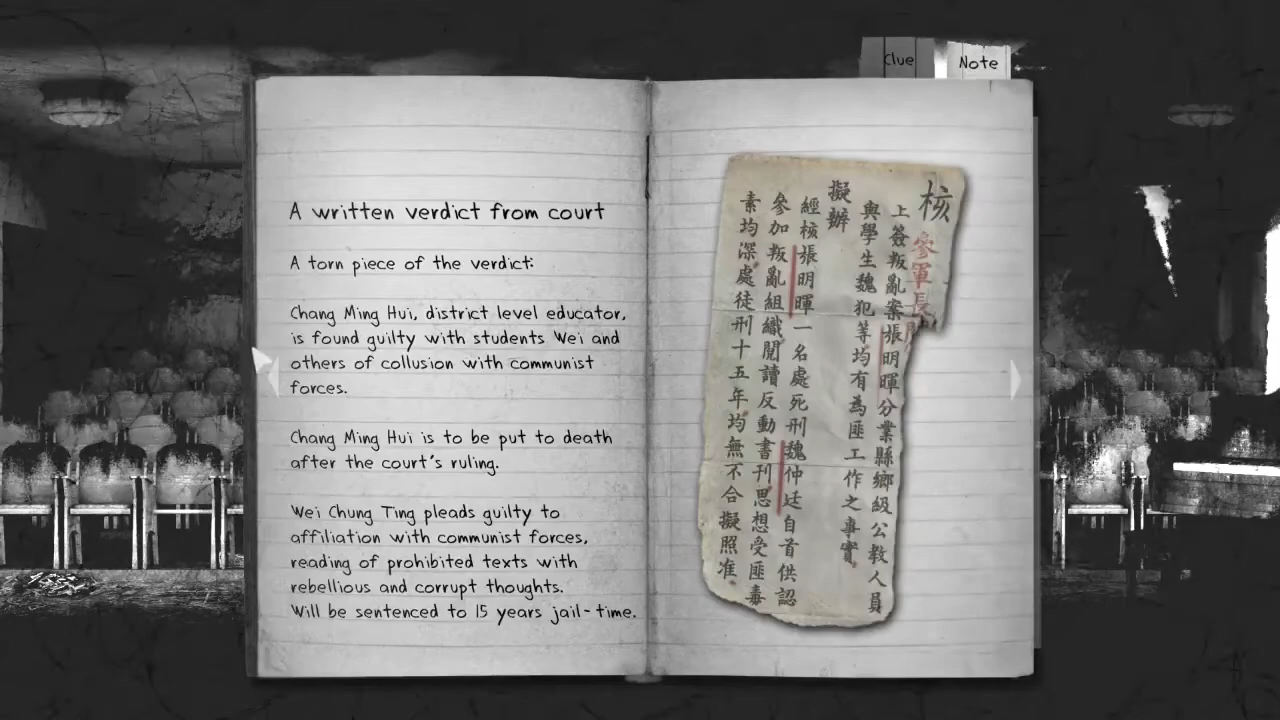 Clue
Note
A written verdict from court
A torn piece of the verdict:
Chang Ming Hui, district level educator,
is found guilty with students Wei and
others of collusion with communist
forces.
Chang Ming Hui is to be put to death
after the court's ruling.
Wei Chung Ting pleads guilty to
affiliation with communist forces,
reading of prohibited texts with
rebellious and corrupt thoughts.
Will be sentenced to 15 years jail-time.
核 參軍長
上簽叛亂案張明暉分業縣鄉級公教人員
與學生魏犯等均有為匪工作之事實。
擬辦
經核張明暉一名處死刑魏仲廷自首供認
參加叛亂組織閱讀反動書刊思想受匪毒
素均深處徒刑十五年均無不合擬照准。